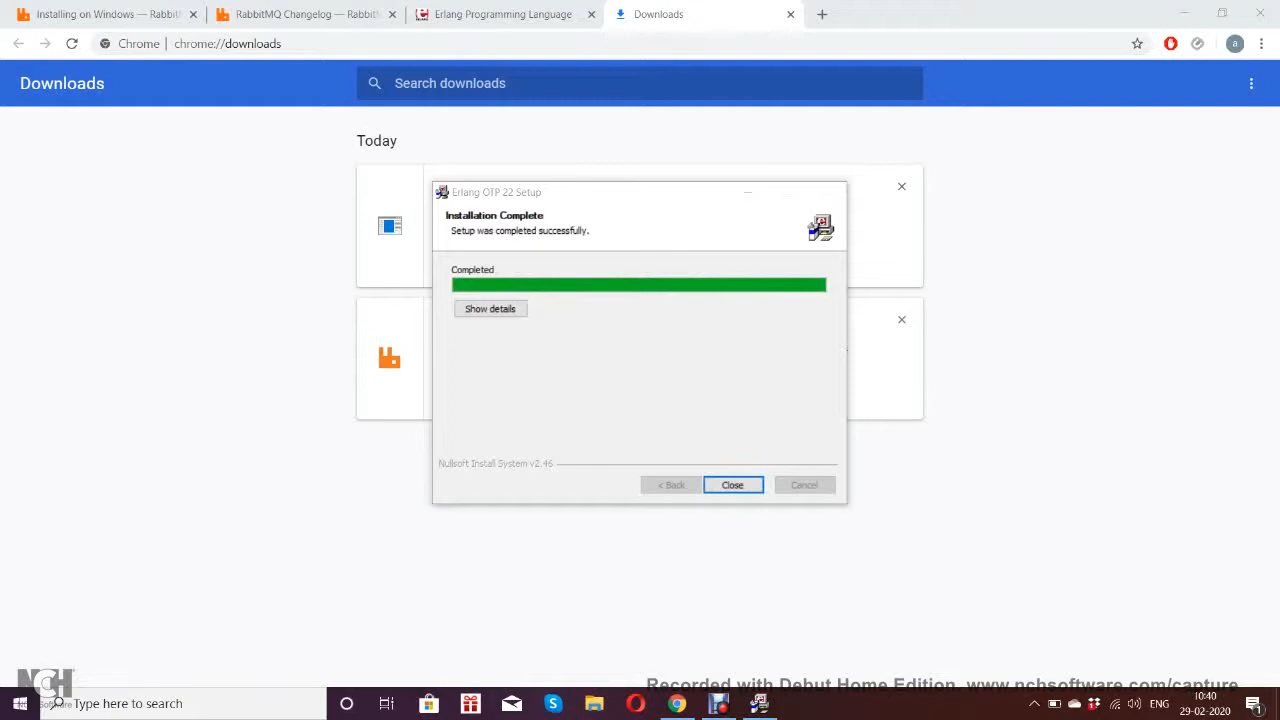 Installing on Windows — Rabbit
RabbitMQ Changelog — Rabbit
Erlang Programming Language
Downloads
Chrome | chrome://downloads
a
Downloads
Search downloads
Today
Erlang OTP 22 Setup
Installation Complete
Setup was completed successfully.
Completed
Show details
Nullsoft Install System v2.46
< Back
Close
Cancel
NCH
Software
Recorded with Debut Home Edition. www.nchsoftware.com/capture
Type here to search
ENG
10:40
29-02-2020
1